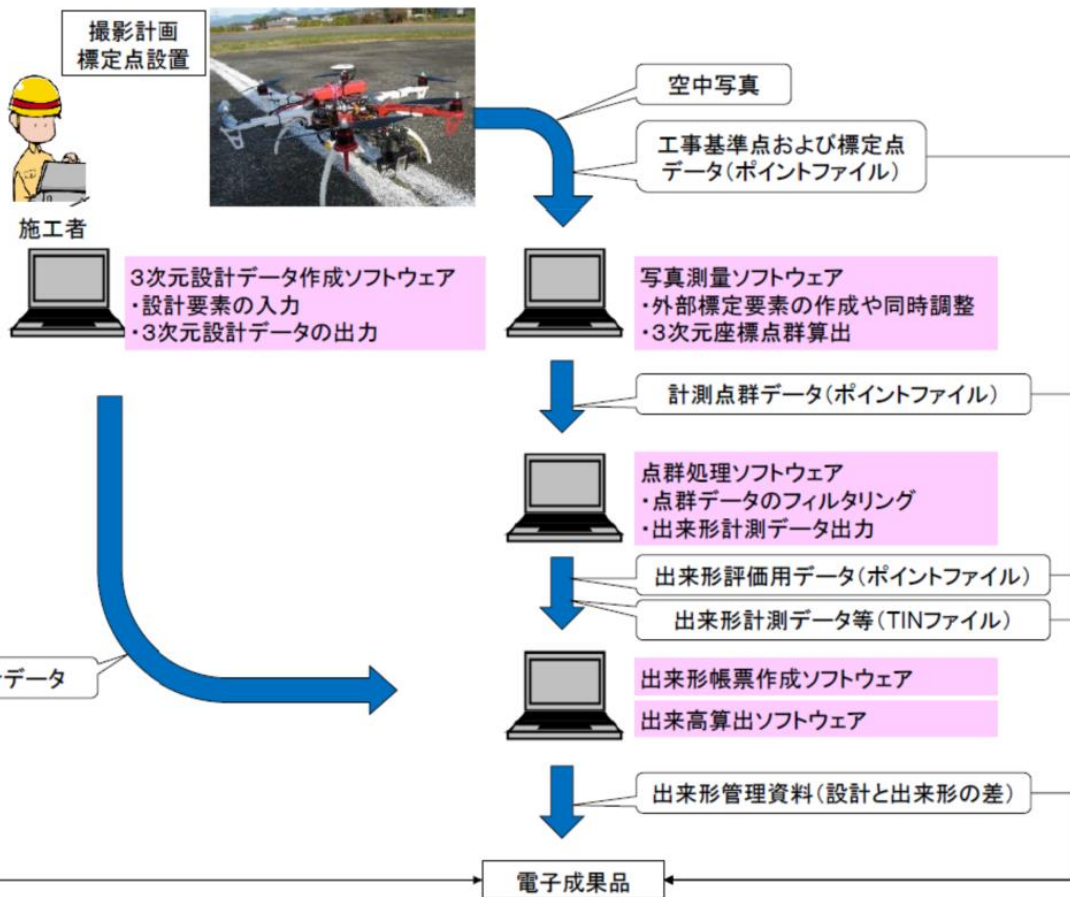 撮影計画
標定点設置
空中写真
工事基準点および標定点
データ(ポイントファイル)
施工者
3次元設計データ作成ソフトウェア
・設計要素の入力
・3次元設計データの出力
写真測量ソフトウェア
・外部標定要素の作成や同時調整
・3次元座標点群算出
計測点群データ(ポイントファイル)
点群処理ソフトウェア
・点群データのフィルタリング
・出来形計測データ出力
出来形評価用データ(ポイントファイル)
出来形計測データ等(TINファイル)
データ
出来形帳票作成ソフトウェア
出来高算出ソフトウェア
出来形管理資料(設計と出来形の差)
電子成果品